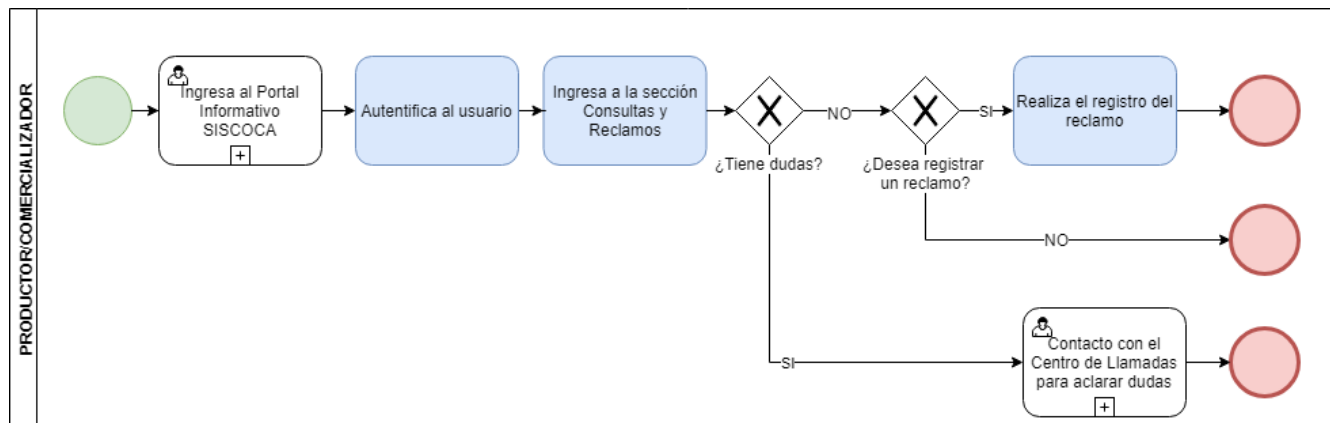 PRODUCTOR/COMERCIALIZADOR
Ingresa al Portal
Informativo
SISCOCA
Autentifica al usuario
Ingresa a la sección
Consultas y
Reclamos
¿Tiene dudas?
NO
¿Desea registrar
un reclamo?
SI
Realiza el registro del
reclamo
NO
SI
Contacto con el
Centro de Llamadas
para aclarar dudas